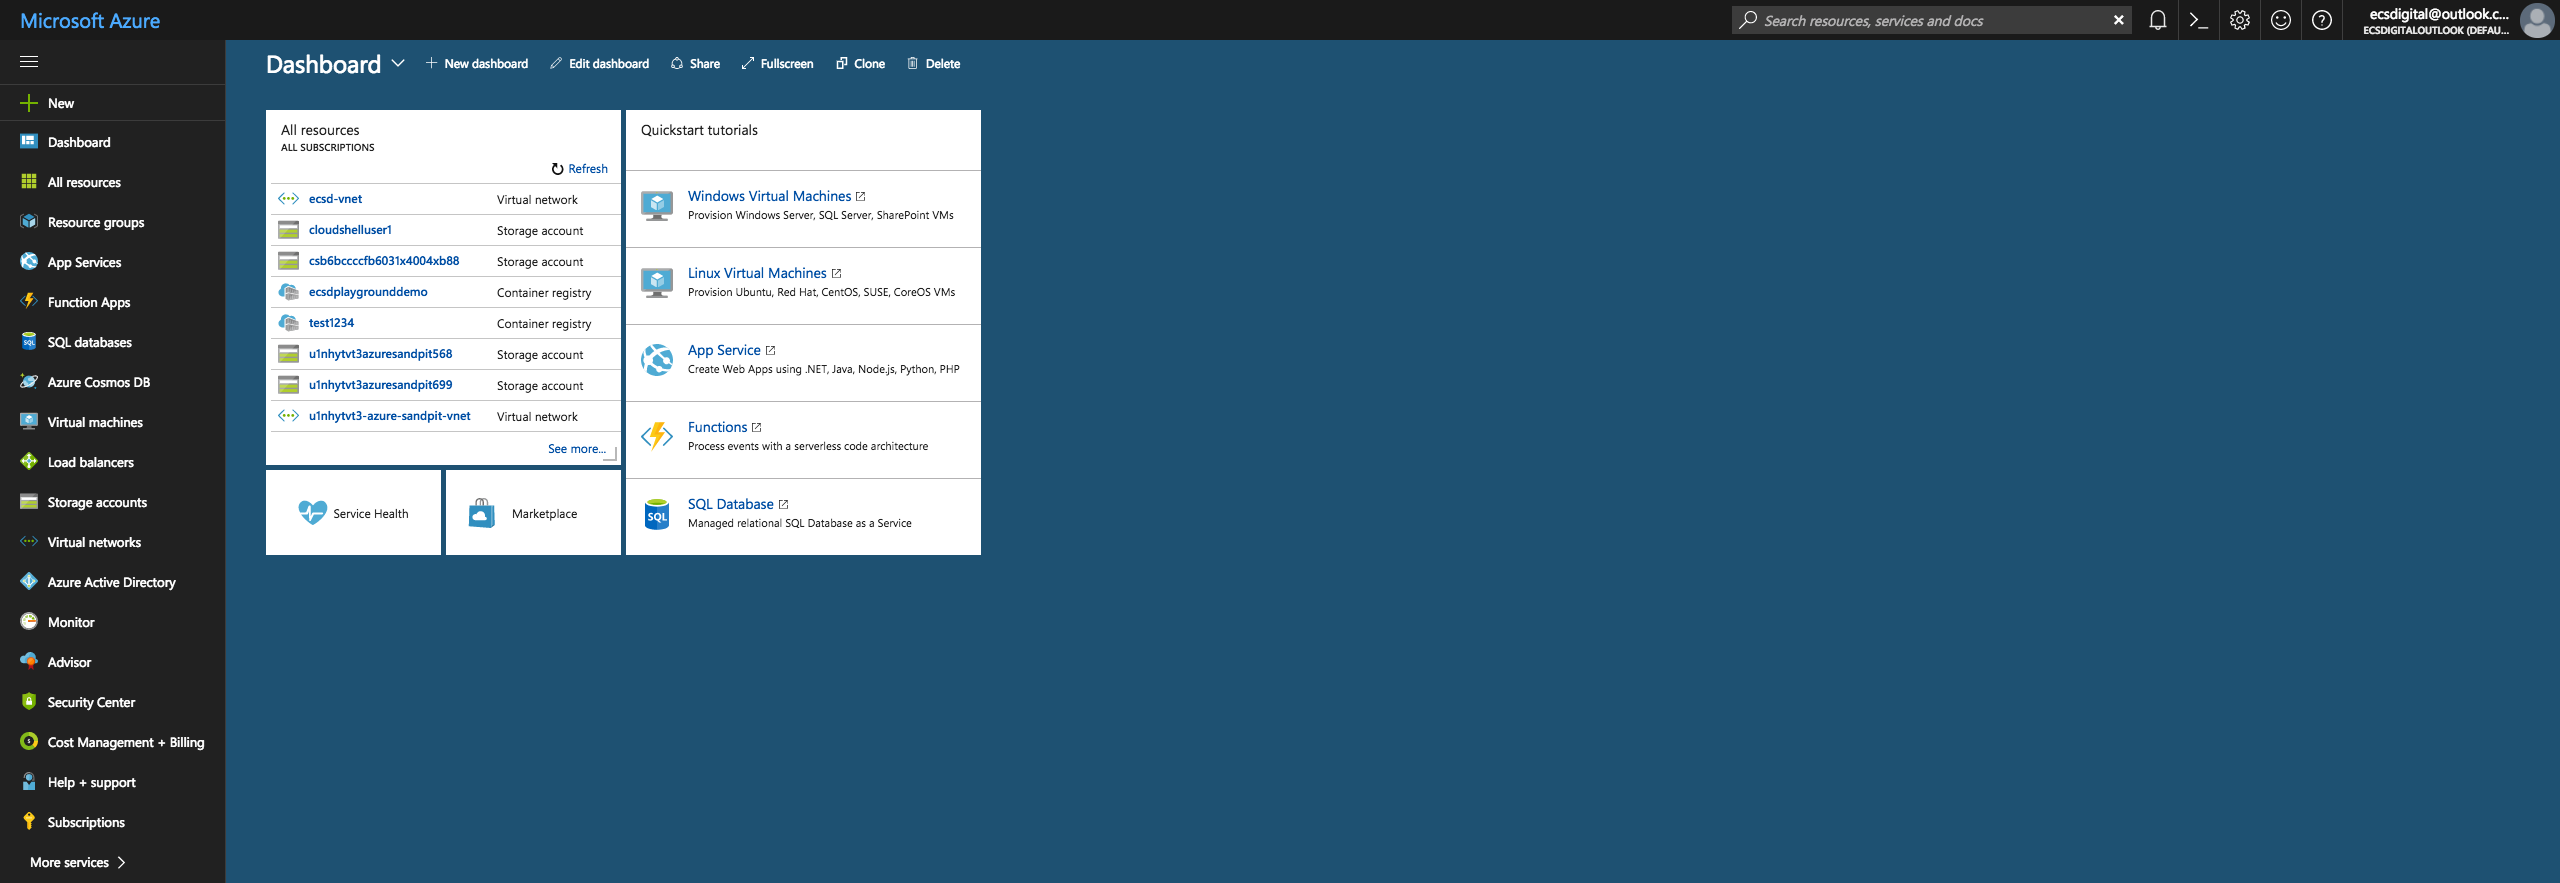 Microsoft Azure
Search resources, services and docs
ecsdigital@outlook.c...
ECSDIGITALOUTLOOK (DEFAU...
New
Dashboard
All resources
Resource groups
App Services
Function Apps
SQL databases
Azure Cosmos DB
Virtual machines
Load balancers
Storage accounts
Virtual networks
Azure Active Directory
Monitor
Advisor
Security Center
Cost Management + Billing
Help + support
Subscriptions
More services
Dashboard New dashboard Edit dashboard Share Fullscreen Clone Delete
All resources
ALL SUBSCRIPTIONS
Refresh
ecsd-vnet Virtual network
cloudshelluser1 Storage account
csb6bccccfb6031x4004xb88 Storage account
ecsdplaygrounddemo Container registry
test1234 Container registry
u1nhytvt3azuresandpit568 Storage account
u1nhytvt3azuresandpit699 Storage account
u1nhytvt3-azure-sandpit-vnet Virtual network
See more...
Service Health
Marketplace
Quickstart tutorials
Windows Virtual Machines
Provision Windows Server, SQL Server, SharePoint VMs
Linux Virtual Machines
Provision Ubuntu, Red Hat, CentOS, SUSE, CoreOS VMs
App Service
Create Web Apps using .NET, Java, Node.js, Python, PHP
Functions
Process events with a serverless code architecture
SQL
SQL Database
Managed relational SQL Database as a Service